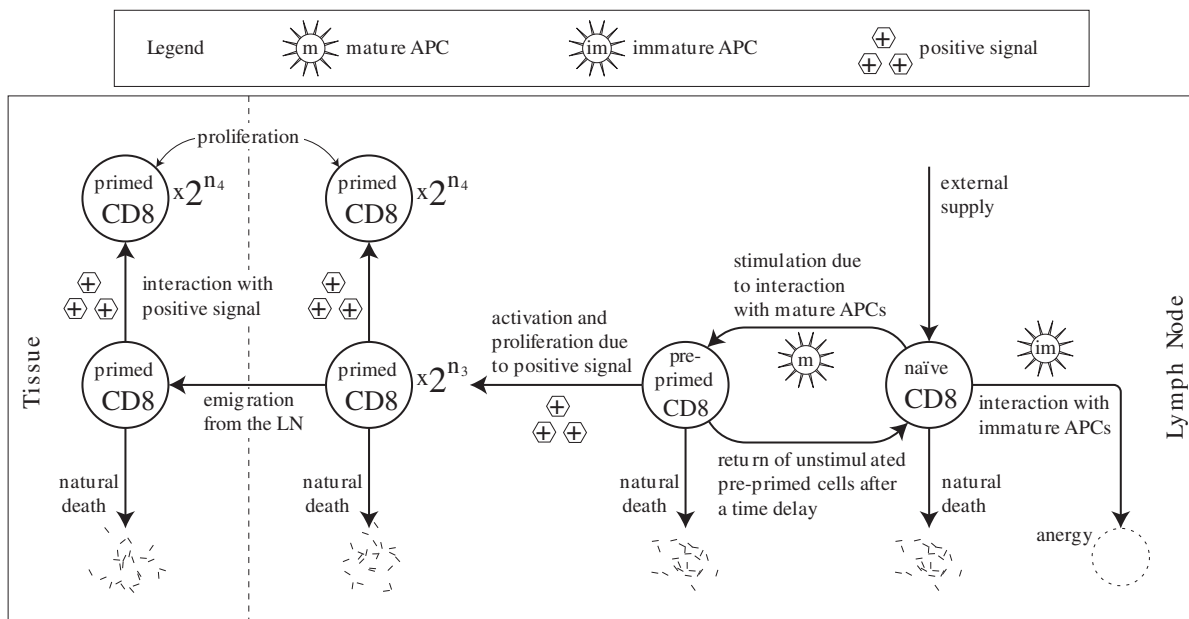 Legend
m
mature APC
im
immature APC
+
+ +
positive signal
Tissue
Lymph Node
proliferation
primed
CD8
x2^n4
primed
CD8
x2^n4
external
supply
+
+ +
interaction with
positive signal
+
+ +
stimulation due
to interaction
with mature APCs
m
activation and
proliferation due
to positive signal
+
+ +
primed
CD8
emigration
from the LN
primed
CD8
x2^n3
pre-
primed
CD8
naïve
CD8
im
interaction with
immature APCs
return of unstimulated
pre-primed cells after
a time delay
natural
death
natural
death
natural
death
natural
death
anergy